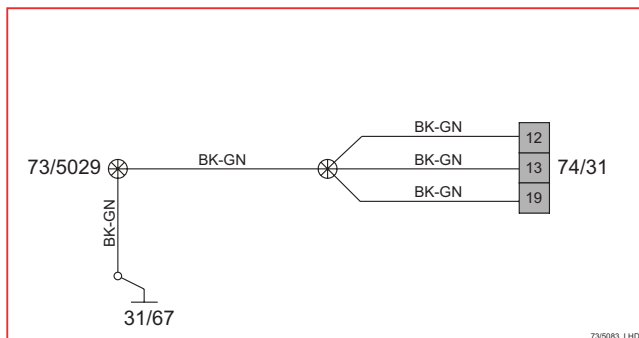 BK-GN
12
73/5029
BK-GN
BK-GN
13
74/31
BK-GN
19
BK-GN
31/67
73/5083_LHD